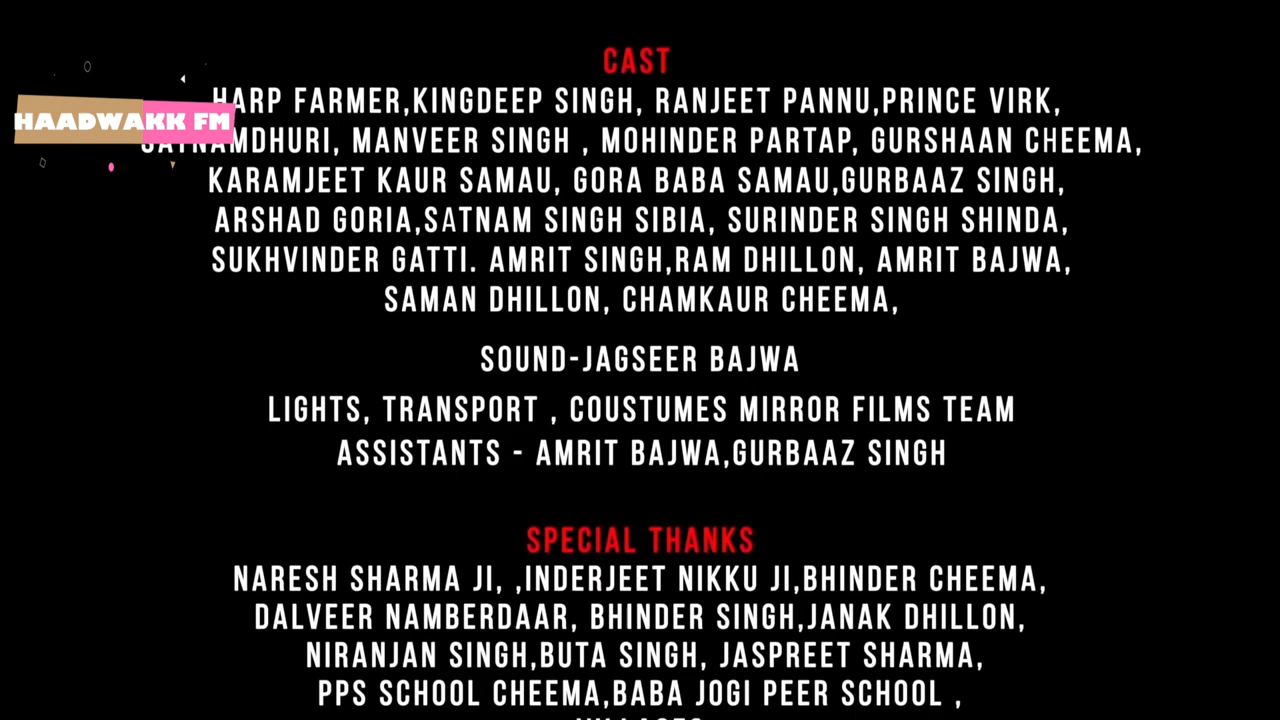 CAST
HAADWAKK FM
HARP FARMER,KINGDEEP SINGH, RANJEET PANNU,PRINCE VIRK,
MANVEER SINGH , MOHINDER PARTAP, GURSHAAN CHEEMA,
KARAMJEET KAUR SAMAU, GORA BABA SAMAU,GURBAAZ SINGH,
ARSHAD GORIA,SATNAM SINGH SIBIA, SURINDER SINGH SHINDA,
SUKHVINDER GATTI. AMRIT SINGH,RAM DHILLON, AMRIT BAJWA,
SAMAN DHILLON, CHAMKAUR CHEEMA,
SOUND-JAGSEER BAJWA
LIGHTS, TRANSPORT , COUSTUMES MIRROR FILMS TEAM
ASSISTANTS - AMRIT BAJWA,GURBAAZ SINGH
SPECIAL THANKS
NARESH SHARMA JI, ,INDERJEET NIKKU JI,BHINDER CHEEMA,
DALVEER NAMBERDAAR, BHINDER SINGH,JANAK DHILLON,
NIRANJAN SINGH,BUTA SINGH, JASPREET SHARMA,
PPS SCHOOL CHEEMA,BABA JOGI PEER SCHOOL ,